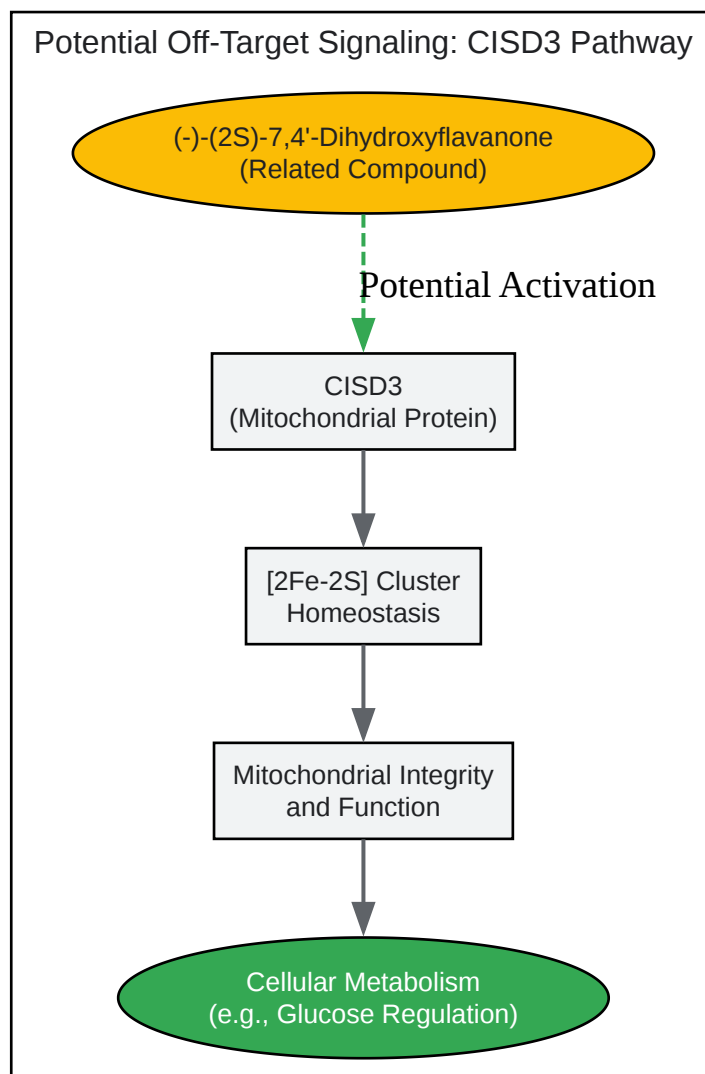 Potential Off-Target Signaling: CISD3 Pathway
(-)-(2S)-7,4'-Dihydroxyflavanone
(Related Compound)
Potential Activation
CISD3
(Mitochondrial Protein)
[2Fe-2S] Cluster
Homeostasis
Mitochondrial Integrity
and Function
Cellular Metabolism
(e.g., Glucose Regulation)